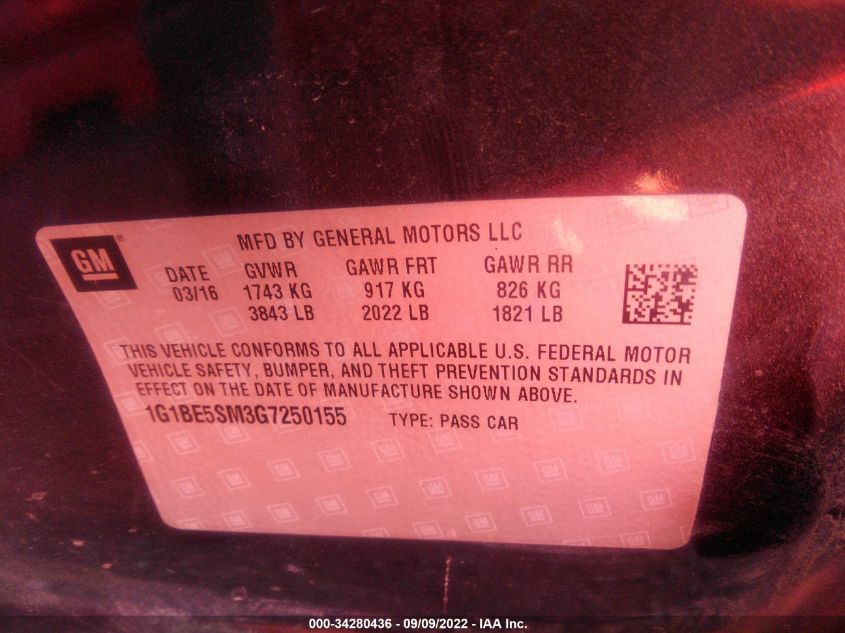 MFD BY GENERAL MOTORS LLC
GM®
DATE GVWR GAWR FRT GAWR RR
03/16 1743 KG 917 KG 826 KG
3843 LB 2022 LB 1821 LB
THIS VEHICLE CONFORMS TO ALL APPLICABLE U.S. FEDERAL MOTOR
VEHICLE SAFETY, BUMPER, AND THEFT PREVENTION STANDARDS IN
EFFECT ON THE DATE OF MANUFACTURE SHOWN ABOVE.
1G1BE5SM3G7250155 TYPE: PASS CAR
000-34280436 - 09/09/2022 - IAA Inc.